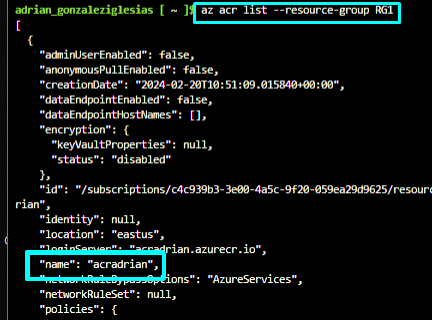 adrian_gonzaleziglesias [ ~ ]$ az acr list --resource-group RG1
[
{
"adminUserEnabled": false,
"anonymousPullEnabled": false,
"creationDate": "2024-02-20T10:51:09.015840+00:00",
"dataEndpointEnabled": false,
"dataEndpointHostNames": [],
"encryption": {
"keyVaultProperties": null,
"status": "disabled"
},
"id": "/subscriptions/c4c939b3-3e00-4a5c-9f20-059ea29d9625/resour
rian",
"identity": null,
"location": "eastus",
"loginServer": "acradrian.azurecr.io",
"name": "acradrian",
"networkRuleBypassOptions": "AzureServices",
"networkRuleSet": null,
"policies": {